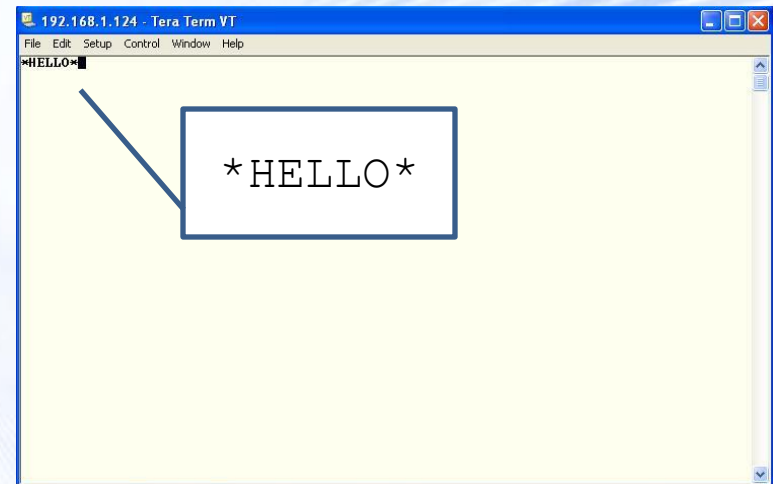 192.168.1.124 - Tera Term VT
File Edit Setup Control Window Help
*HELLO*
*HELLO*